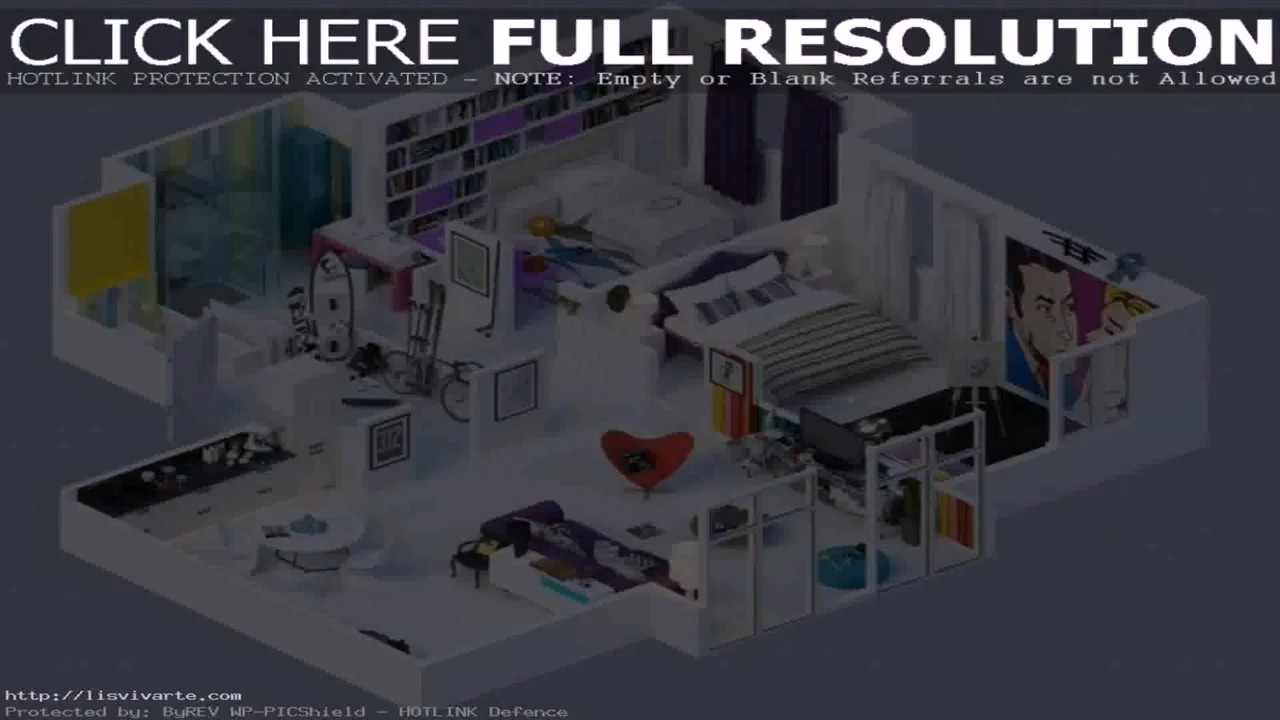 CLICK HERE FULL RESOLUTION
HOTLINK PROTECTION ACTIVATED – NOTE: Empty or Blank Referrals are not Allowed
http://lisvivarte.com
Protected by: ByREV WP-PICShield – HOTLINK Defence